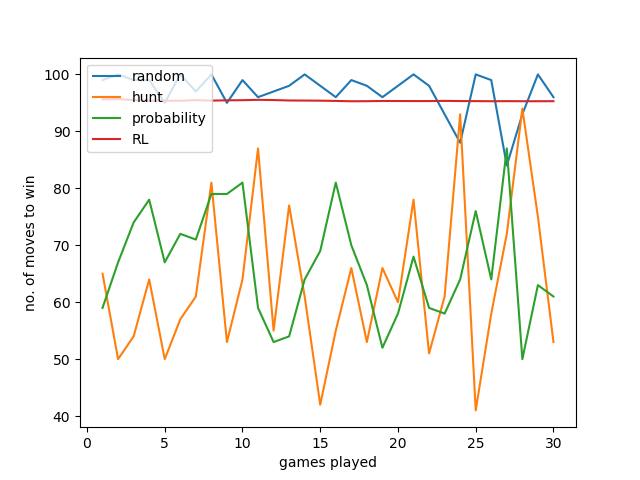 random
hunt
probability
RL
100
90
80
70
60
50
40
no. of moves to win
0 5 10 15 20 25 30
games played